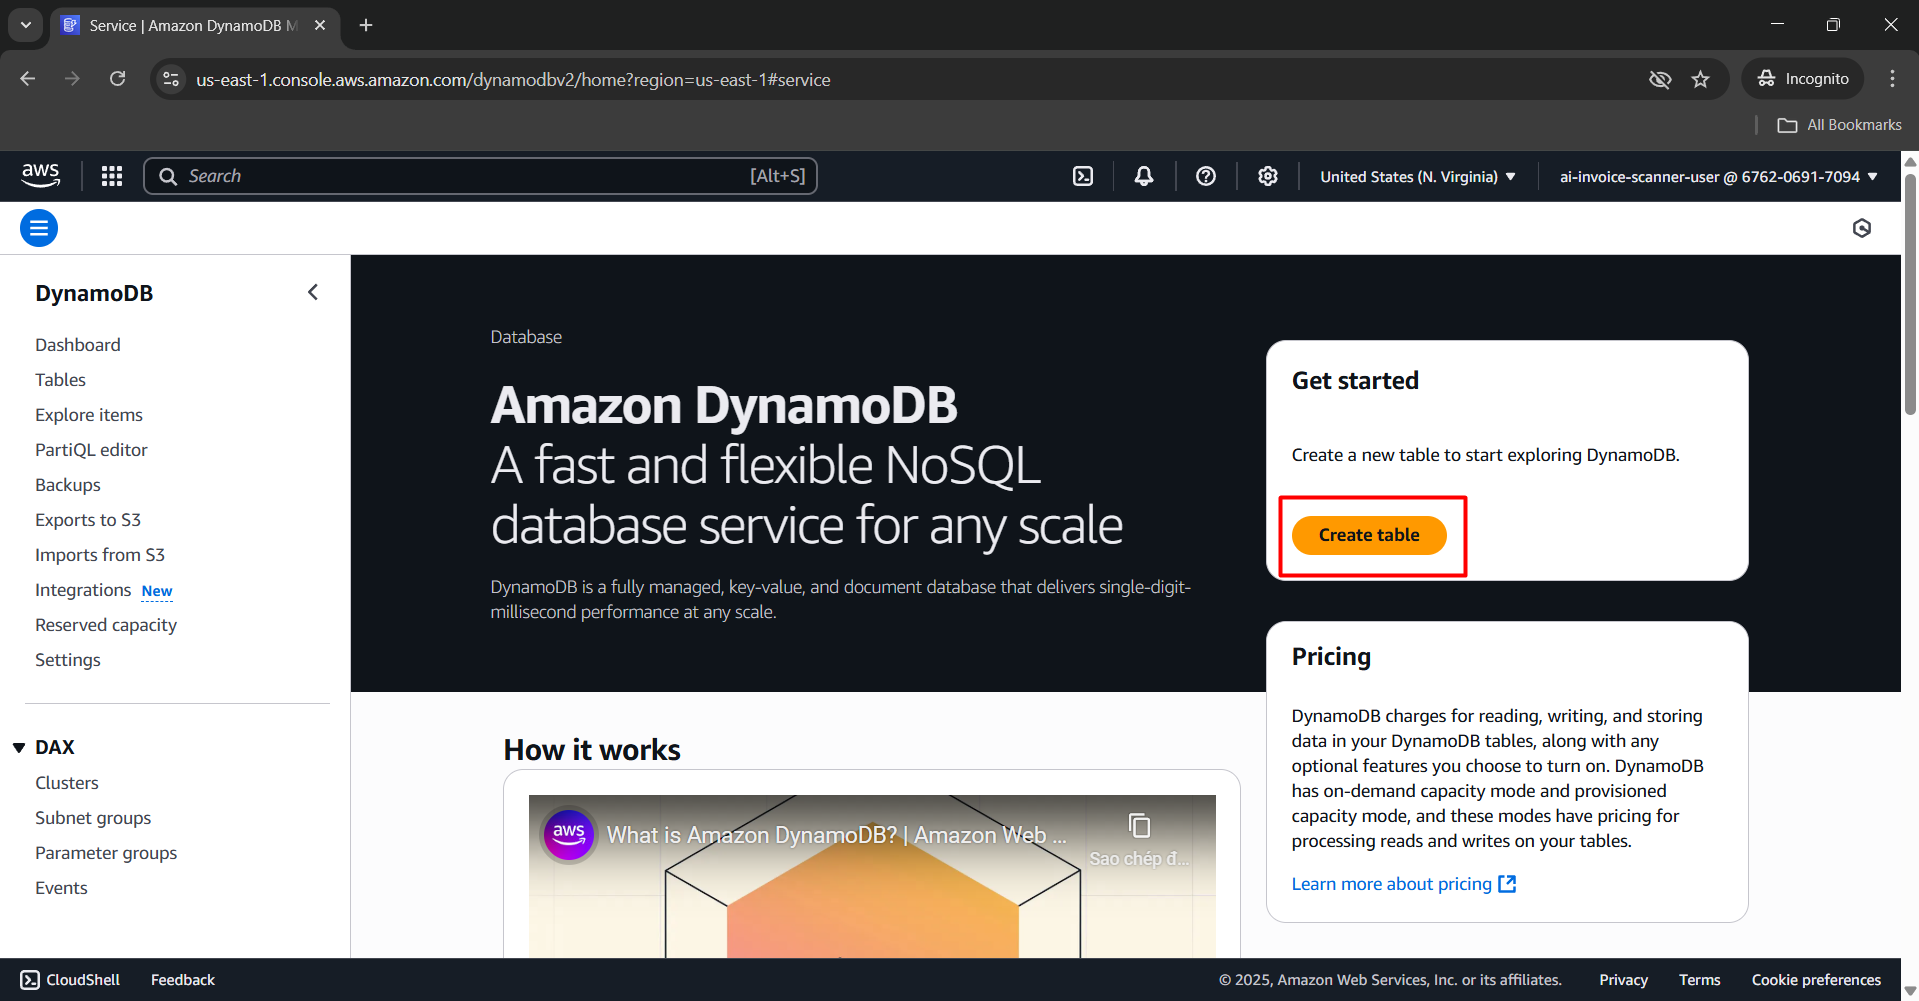 Service | Amazon DynamoDB M
us-east-1.console.aws.amazon.com/dynamodbv2/home?region=us-east-1#service
Incognito
All Bookmarks
aws
Search
[Alt+S]
United States (N. Virginia)
ai-invoice-scanner-user @ 6762-0691-7094
DynamoDB
Dashboard
Tables
Explore items
PartiQL editor
Backups
Exports to S3
Imports from S3
Integrations New
Reserved capacity
Settings
DAX
Clusters
Subnet groups
Parameter groups
Events
Database
Amazon DynamoDB
A fast and flexible NoSQL
database service for any scale
DynamoDB is a fully managed, key-value, and document database that delivers single-digit-
millisecond performance at any scale.
Get started
Create a new table to start exploring DynamoDB.
Create table
Pricing
DynamoDB charges for reading, writing, and storing
data in your DynamoDB tables, along with any
optional features you choose to turn on. DynamoDB
has on-demand capacity mode and provisioned
capacity mode, and these modes have pricing for
processing reads and writes on your tables.
Learn more about pricing
How it works
aws
What is Amazon DynamoDB? | Amazon Web ...
Sao chép đ...
CloudShell
Feedback
© 2025, Amazon Web Services, Inc. or its affiliates.
Privacy
Terms
Cookie preferences